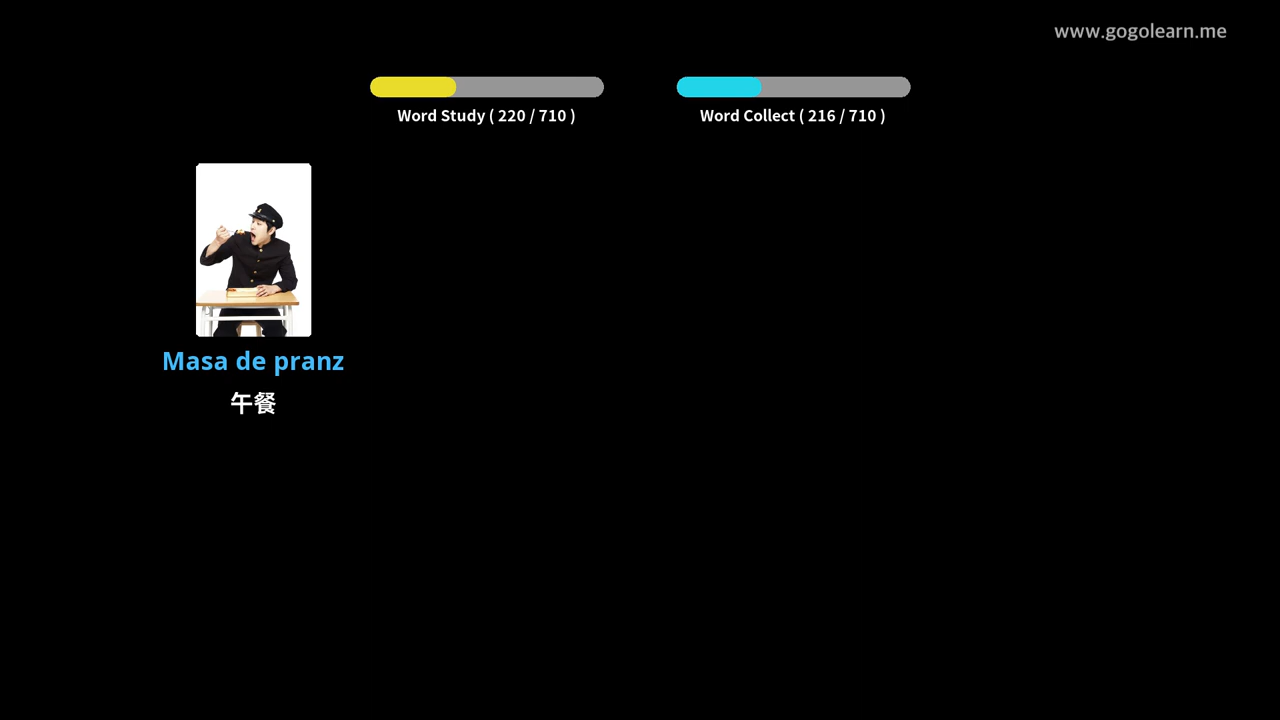 www.gogolearn.me
Word Study ( 220 / 710 )
Word Collect ( 216 / 710 )
Masa de pranz
午餐